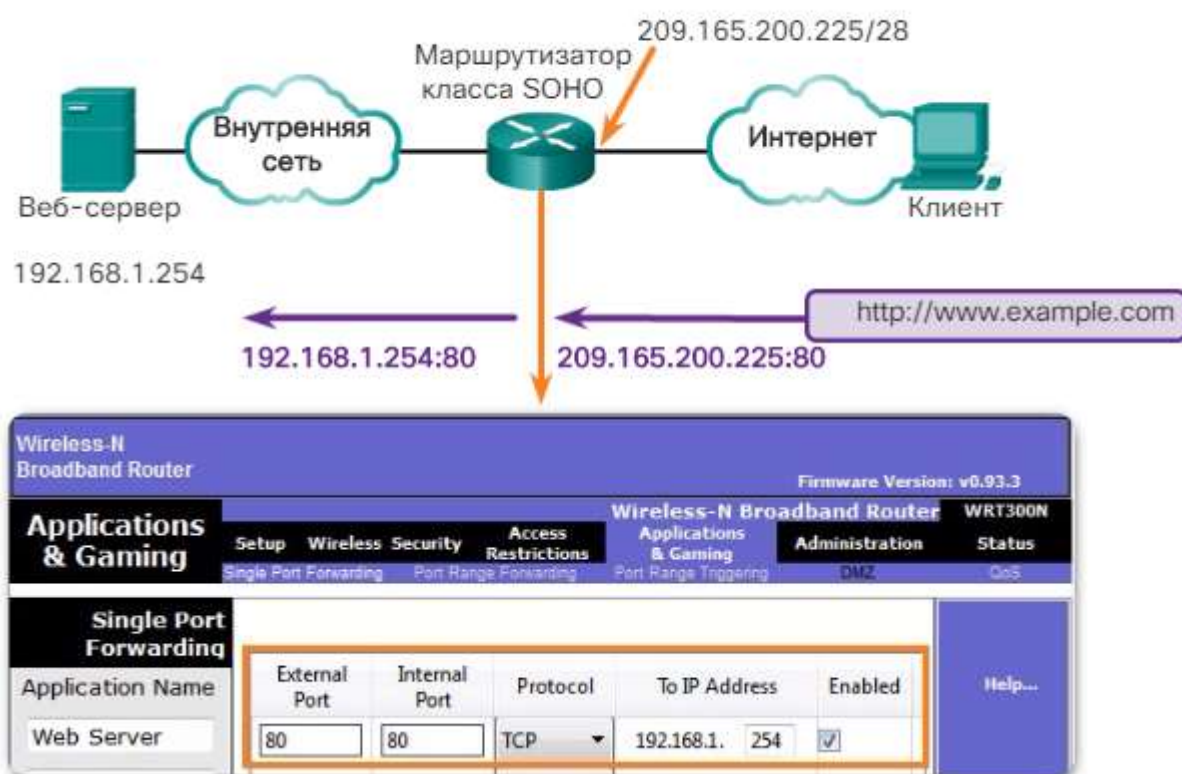 209.165.200.225/28
Маршрутизатор
класса SOHO
Внутренняя
сеть
Интернет
Веб-сервер
Клиент
192.168.1.254
http://www.example.com
192.168.1.254:80
209.165.200.225:80
Wireless-N
Broadband Router
Firmware Version: v0.93.3
Wireless-N Broadband Router WRT300N
Applications
& Gaming
Setup Wireless Security Access
Restrictions Applications
& Gaming Administration Status
Single Port Forwarding Port Range Forwarding Port Range Triggering DMZ QoS
Single Port
Forwarding
Application Name
External
Port Internal
Port Protocol To IP Address Enabled
Help...
Web Server 80 80 TCP 192.168.1. 254